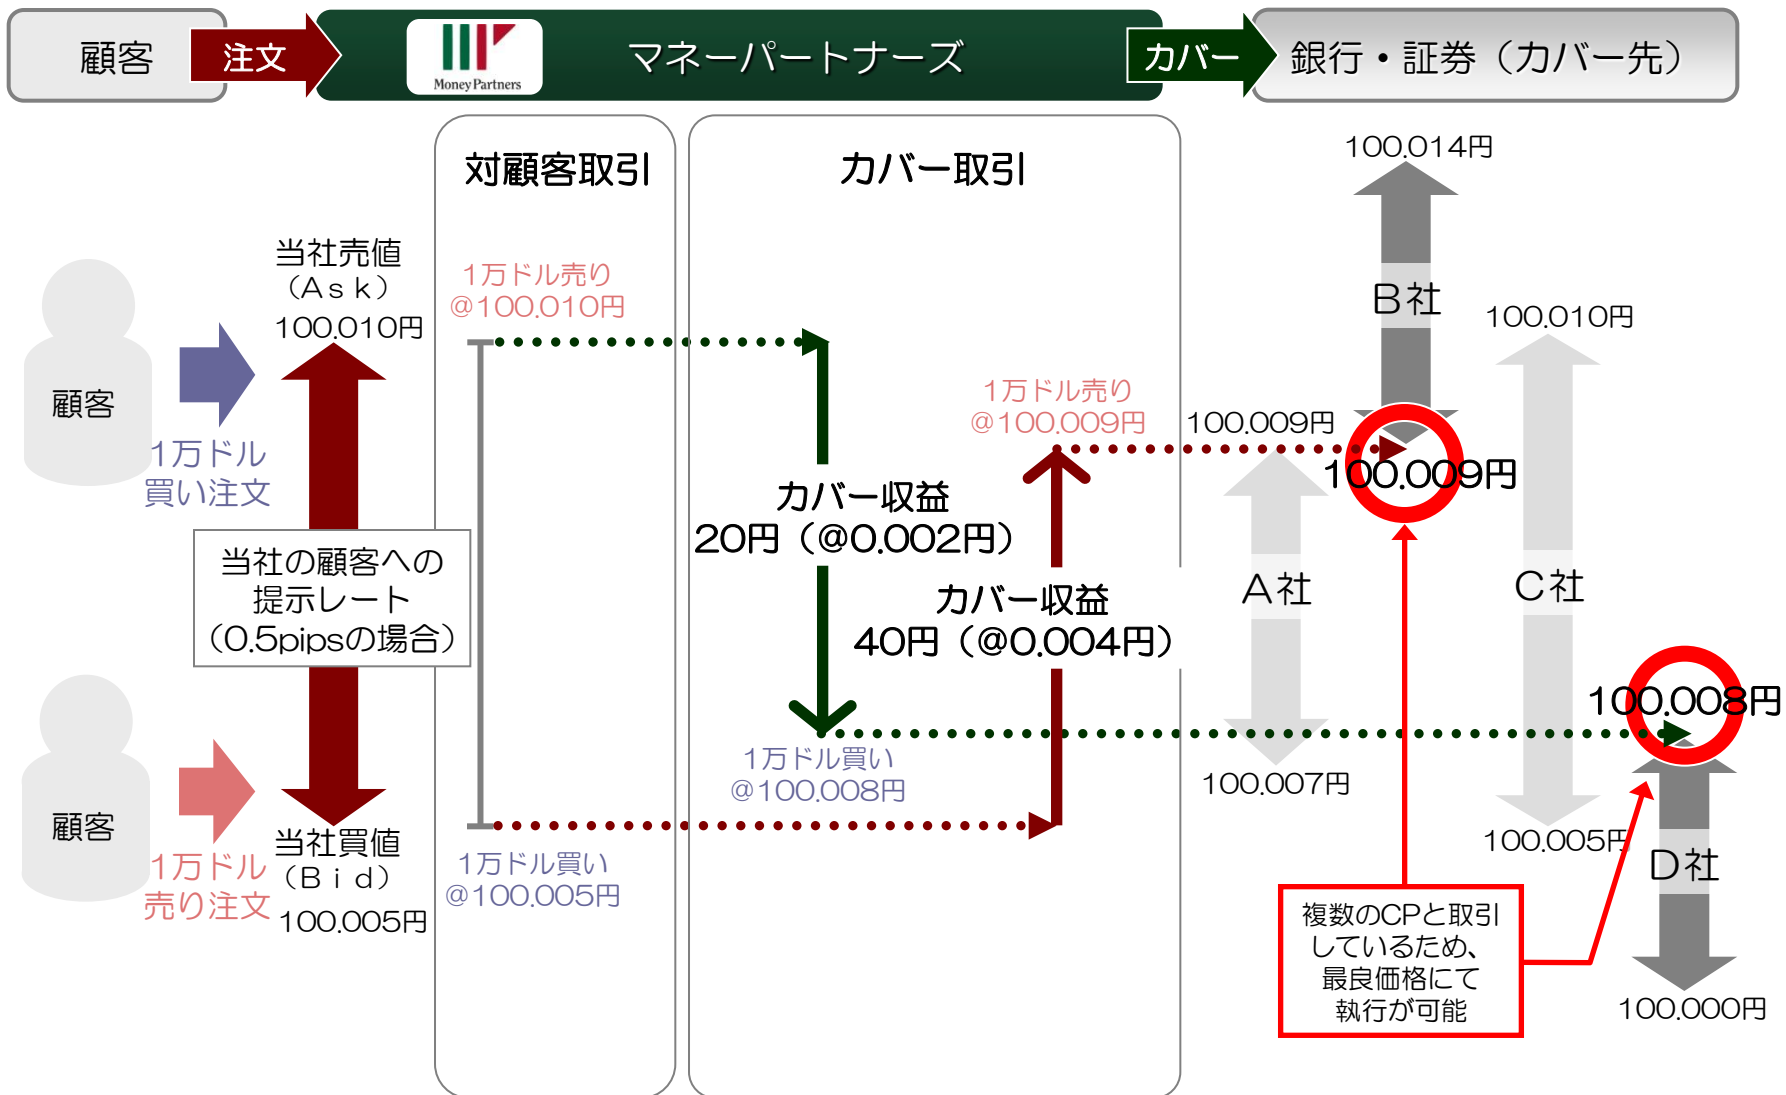 顧客
注文
Money Partners
マネーパートナーズ
カバー
銀行・証券（カバー先）
対顧客取引
カバー取引
顧客
1万ドル
買い注文
当社売値
（Ａｓｋ）
100.010円
当社の顧客への
提示レート
（0.5pipsの場合）
顧客
1万ドル
売り注文
当社買値
（Ｂｉｄ）
100.005円
1万ドル売り
@100.010円
1万ドル買い
@100.005円
カバー収益
20円（@0.002円）
1万ドル買い
@100.008円
1万ドル売り
@100.009円
カバー収益
40円（@0.004円）
100.009円
A社
100.007円
100.014円
B社
100.009円
100.010円
C社
100.005円
100.008円
D社
100.000円
複数のCPと取引
しているため、
最良価格にて
執行が可能